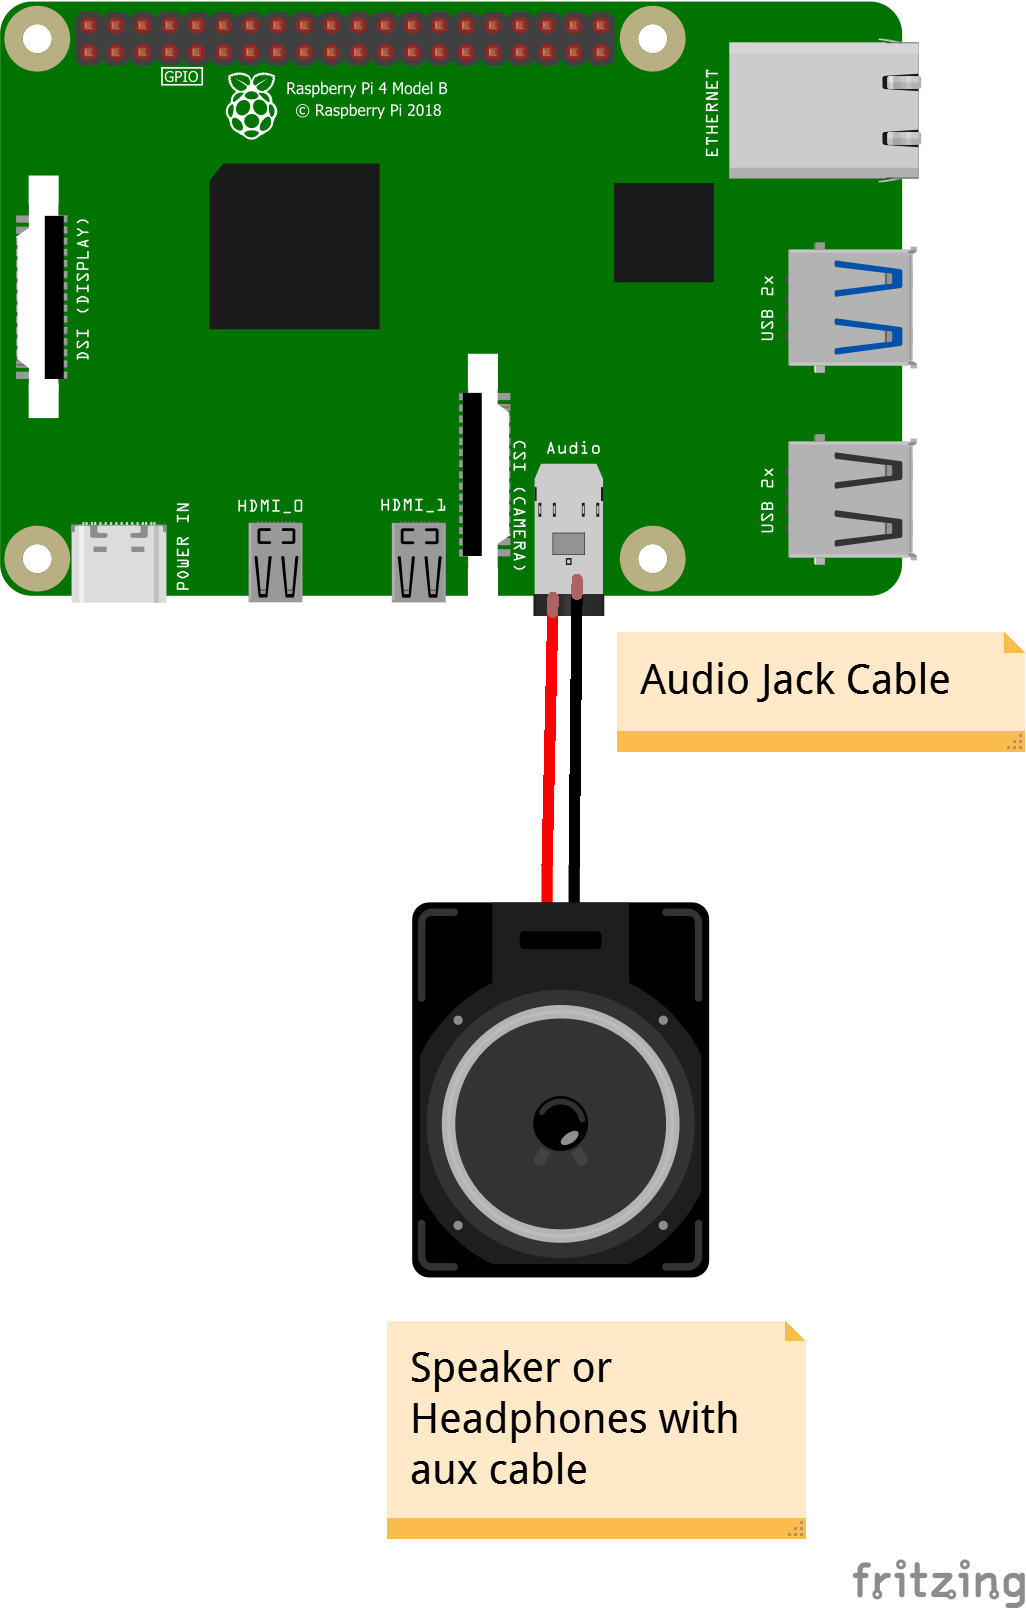 GPIO
Raspberry Pi 4 Model B
© Raspberry Pi 2018
ETHERNET
DSI (DISPLAY)
USB 2x
Audio
CSI (CAMERA)
USB 2x
POWER IN
HDMI_0
HDMI_1
Audio Jack Cable
Speaker or
Headphones with
aux cable
fritzing